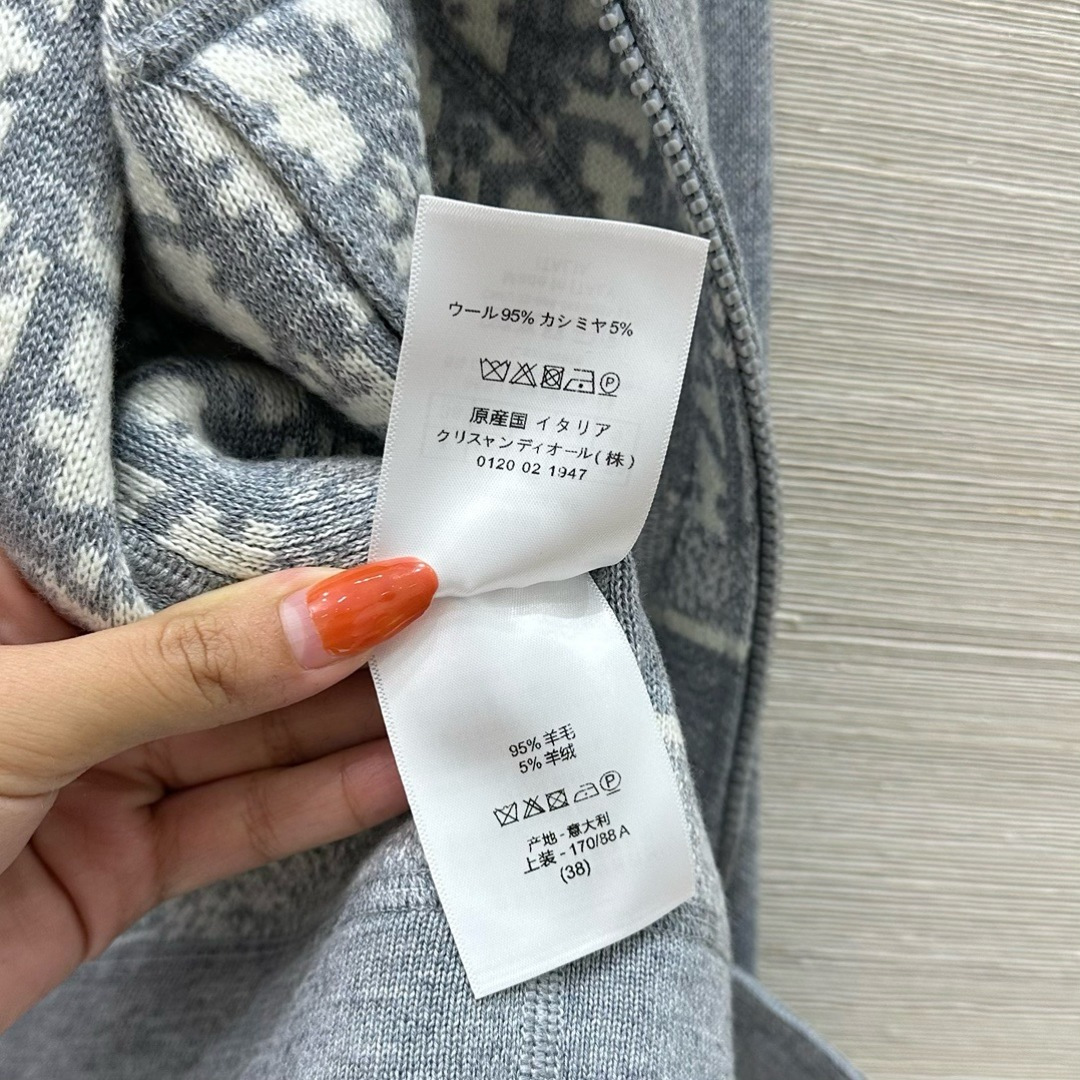 ウール95% カシミヤ5%
P
原産国 イタリア
クリスャンディオール(株)
0120 02 1947
95% 羊毛
5% 羊绒
P
产地 - 意大利
上装 - 170/88 A
(38)